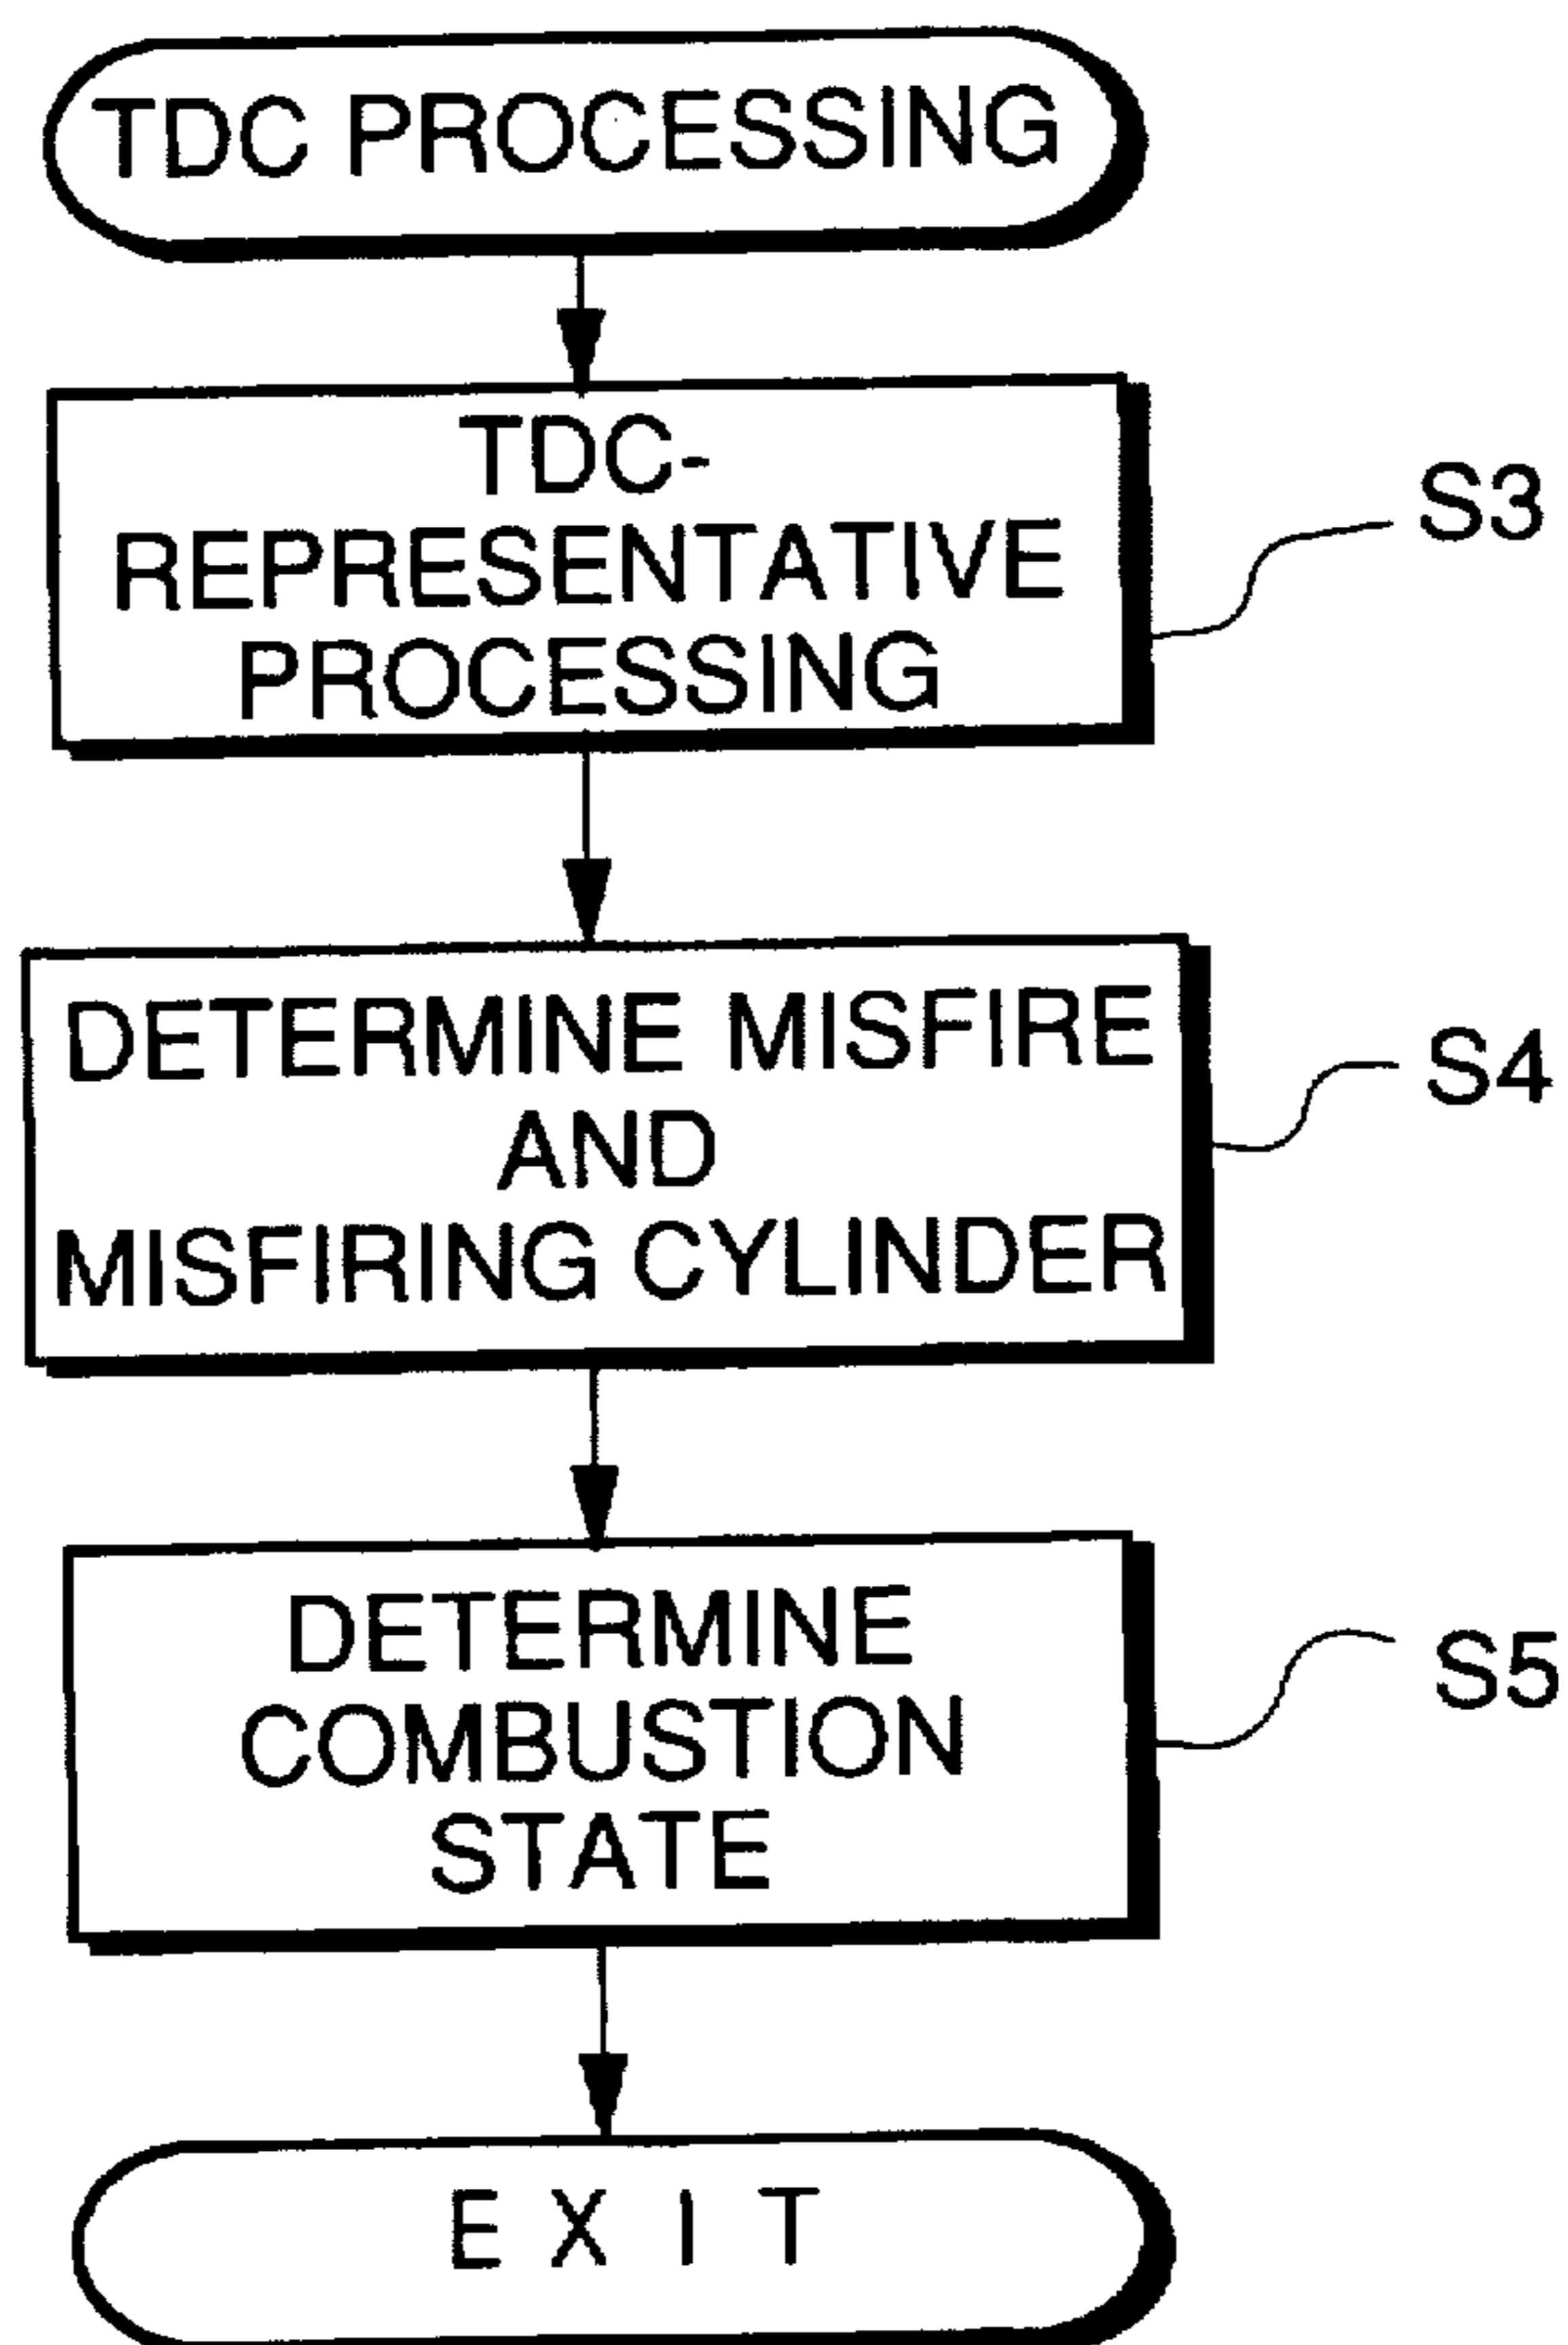 TDC PROCESSING
TDC-
REPRESENTATIVE
PROCESSING
S3
DETERMINE MISFIRE
AND
MISFIRING CYLINDER
S4
DETERMINE
COMBUSTION
STATE
S5
EXIT